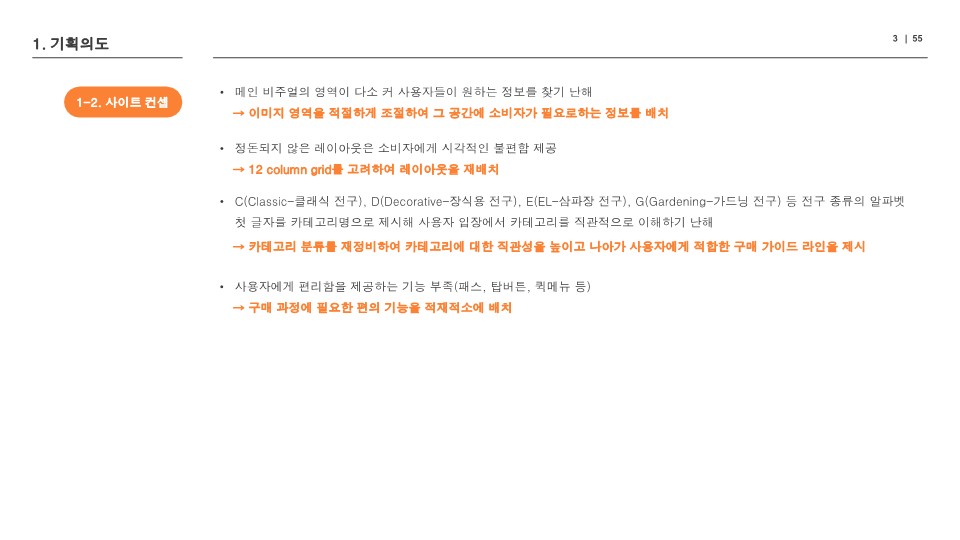 1. 기획의도
3 | 55
1-2. 사이트 컨셉
• 메인 비주얼의 영역이 다소 커 사용자들이 원하는 정보를 찾기 난해
→ 이미지 영역을 적절하게 조절하여 그 공간에 소비자가 필요로하는 정보를 배치
• 정돈되지 않은 레이아웃은 소비자에게 시각적인 불편함 제공
→ 12 column grid를 고려하여 레이아웃을 재배치
• C(Classic-클래식 전구), D(Decorative-장식용 전구), E(EL-삼파장 전구), G(Gardening-가드닝 전구) 등 전구 종류의 알파벳
첫 글자를 카테고리명으로 제시해 사용자 입장에서 카테고리를 직관적으로 이해하기 난해
→ 카테고리 분류를 재정비하여 카테고리에 대한 직관성을 높이고 나아가 사용자에게 적합한 구매 가이드 라인을 제시
• 사용자에게 편리함을 제공하는 기능 부족(패스, 탑버튼, 퀵메뉴 등)
→ 구매 과정에 필요한 편의 기능을 적재적소에 배치